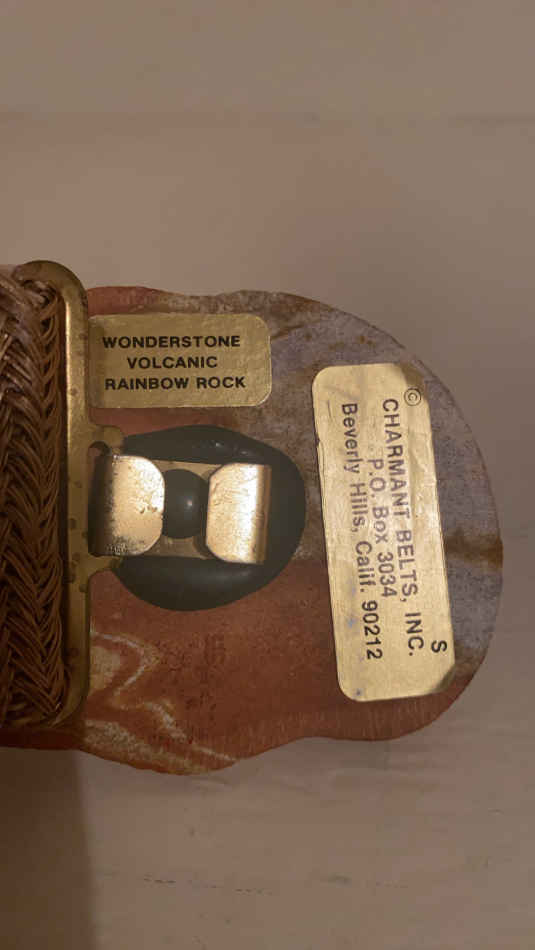 WONDERSTONE
VOLCANIC
RAINBOW ROCK
S
© CHARMANT BELTS, INC.
P.O. Box 3034
Beverly Hills, Calif. 90212